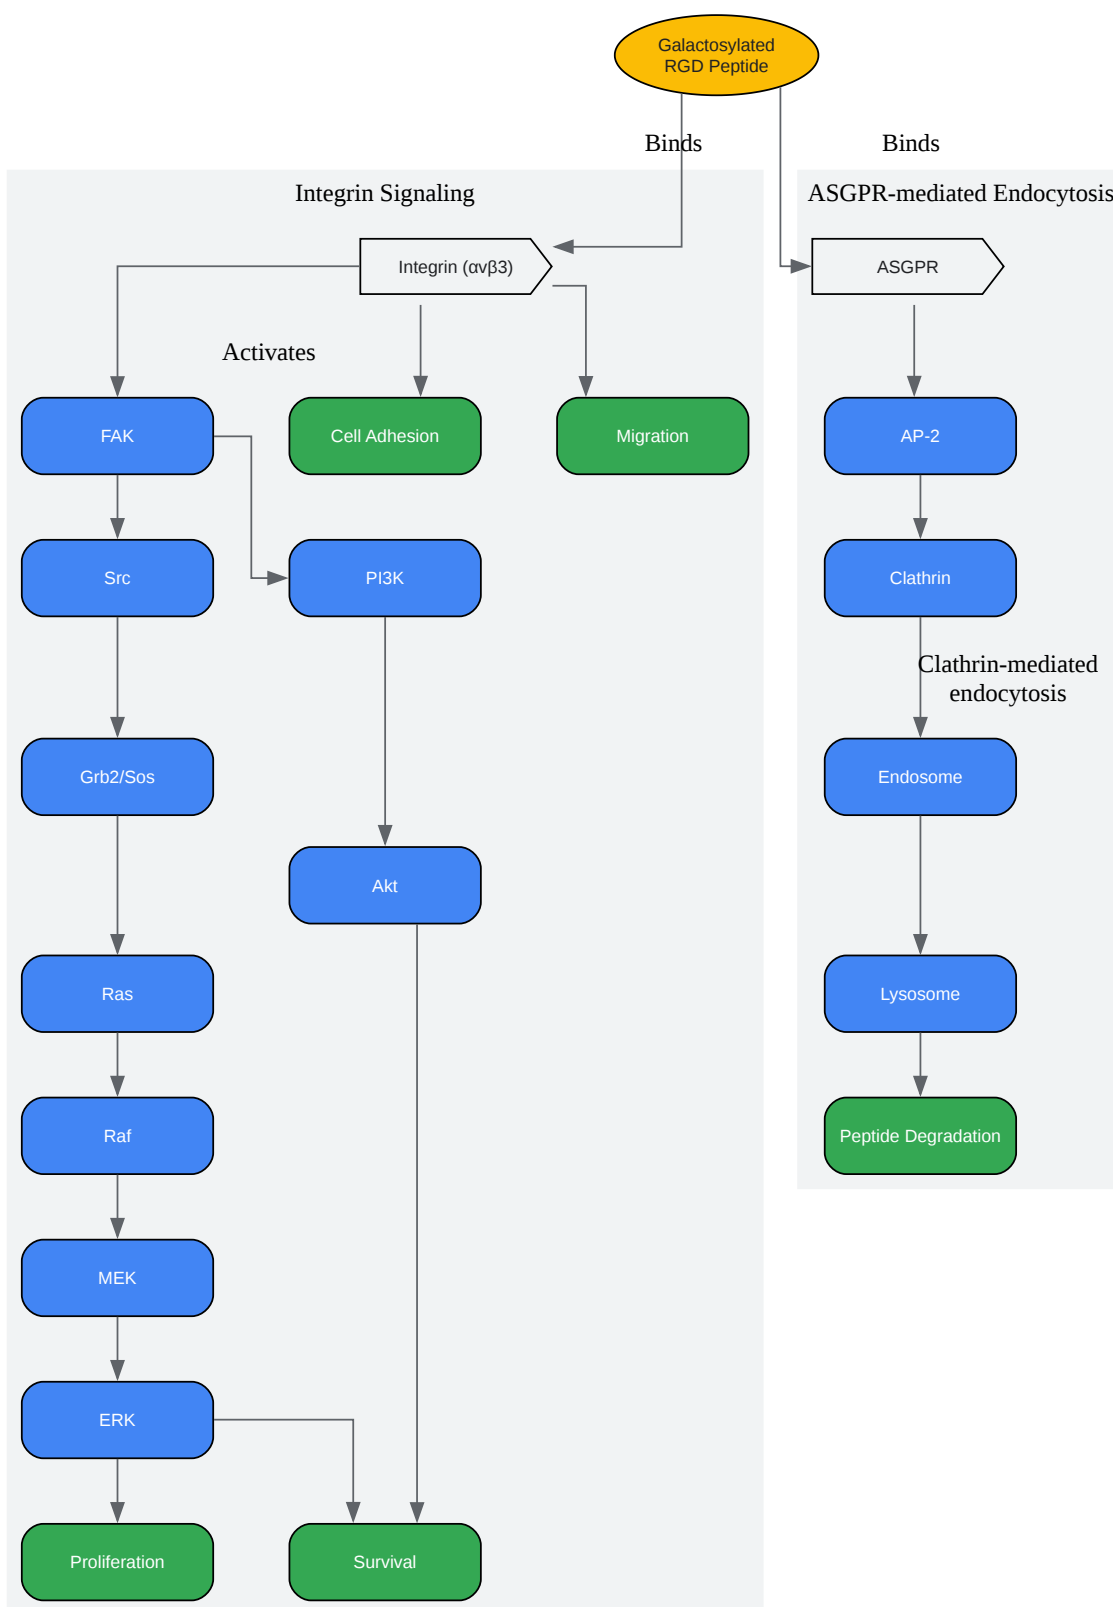 Galactosylated
RGD Peptide
Binds
Binds
Integrin Signaling
ASGPR-mediated Endocytosis
Integrin (αvβ3)
ASGPR
Activates
FAK
Cell Adhesion
Migration
AP-2
Src
PI3K
Clathrin
Clathrin-mediated
endocytosis
Grb2/Sos
Endosome
Akt
Ras
Lysosome
Raf
Peptide Degradation
MEK
ERK
Proliferation
Survival